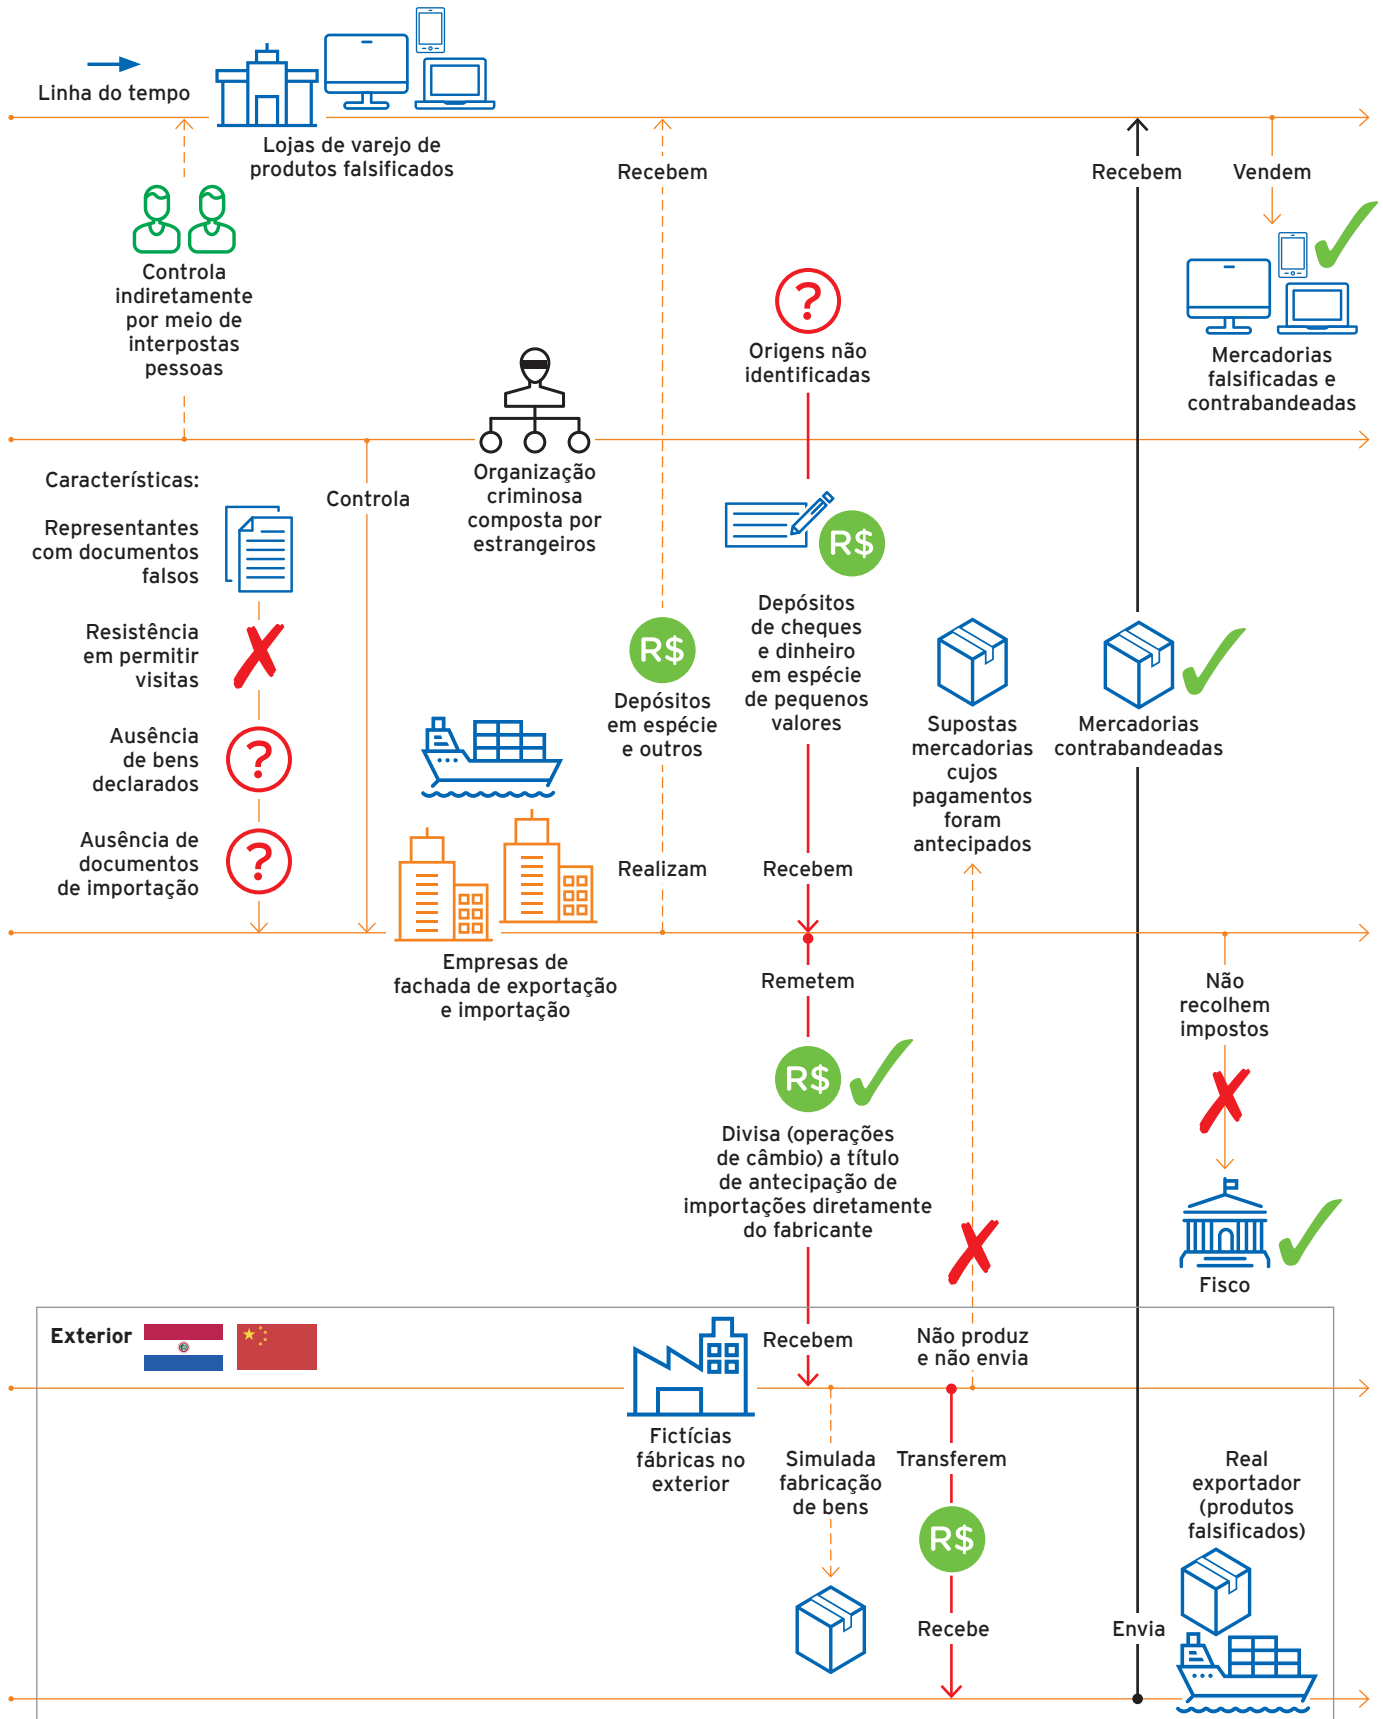 Linha do tempo
Lojas de varejo de
produtos falsificados
Recebem
Recebem
Vendem
Controla
indiretamente
por meio de
interpostas
pessoas
?
Origens não
identificadas
Mercadorias
falsificadas e
contrabandeadas
Organização
criminosa
composta por
estrangeiros
Características:
Representantes
com documentos
falsos
Resistência
em permitir
visitas
Ausência
de bens
declarados
?
Ausência de
documentos
de importação
?
Controla
R$
Depósitos
em espécie
e outros
Realizam
R$
Depósitos
de cheques
e dinheiro
em espécie
de pequenos
valores
Recebem
Supostas
mercadorias
cujos
pagamentos
foram
antecipados
Mercadorias
contrabandeadas
Empresas de
fachada de exportação
e importação
Remetem
R$
Divisa (operações
de câmbio) a título
de antecipação de
importações diretamente
do fabricante
Não
recolhem
impostos
Fisco
Exterior
Recebem
Não produz
e não envia
Fictícias
fábricas no
exterior
Simulada
fabricação
de bens
Transferem
R$
Recebe
Envia
Real
exportador
(produtos
falsificados)